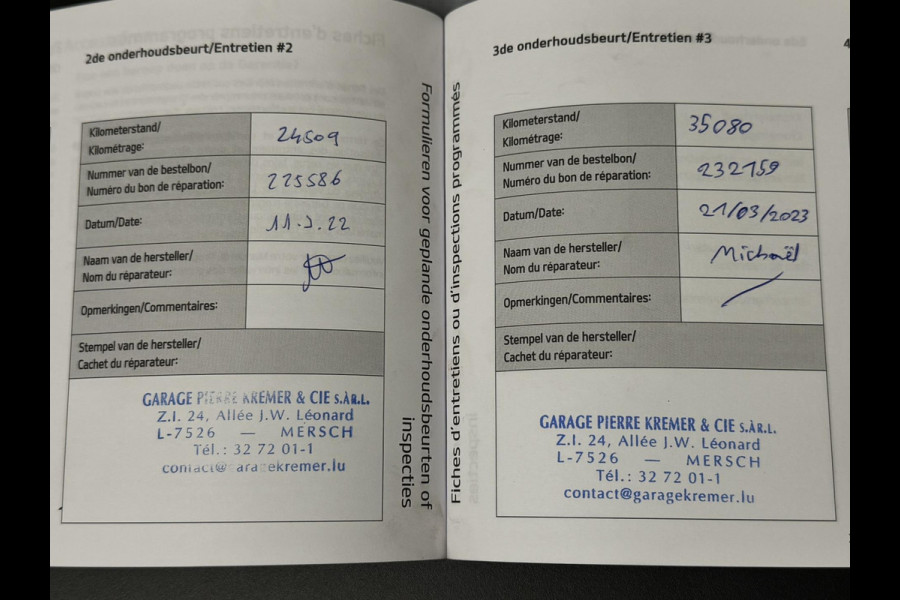 2de onderhoudsbeurt/Entretien #2
Kilometerstand/
Kilométrage:
24509
Nummer van de bestelbon/
Numéro du bon de réparation:
225586
Datum/Date:
Naam van de hersteller/
Nom du réparateur:
Opmerkingen/Commentaires:
Stempel van de hersteller/
Cachet du réparateur:
GARAGE PIERRE KREMER & CIE S.ÀR.L.
Z.I. 24, Allée J.W. Léonard
L-7526 — MERSCH
Tél.: 32 72 01-1
contact@garagekremer.lu
Formulieren voor geplande onderhoudsbeurten of
inspecties
Fiches d'entretiens ou d'inspections programmés
3de onderhoudsbeurt/Entretien #3
Kilometerstand/
Kilométrage:
35080
Nummer van de bestelbon/
Numéro du bon de réparation:
232159
Datum/Date:
21/03/2023
Naam van de hersteller/
Nom du réparateur:
Michaël
Opmerkingen/Commentaires:
Stempel van de hersteller/
Cachet du réparateur:
GARAGE PIERRE KREMER & CIE S.ÀR.L.
Z.I. 24, Allée J.W. Léonard
L-7526 — MERSCH
Tél.: 32 72 01-1
contact@garagekremer.lu